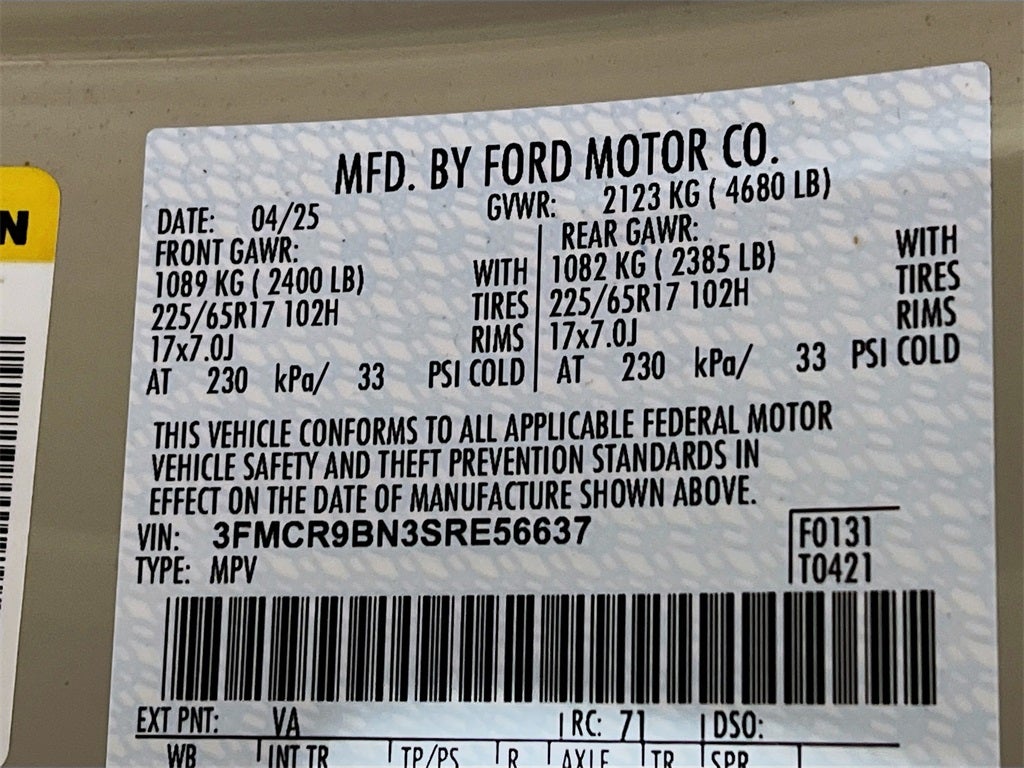 N
MFD. BY FORD MOTOR CO.
DATE: 04/25 GVWR: 2123 KG ( 4680 LB)
FRONT GAWR: REAR GAWR:
1089 KG ( 2400 LB) WITH 1082 KG ( 2385 LB) WITH
225/65R17 102H TIRES 225/65R17 102H TIRES
17x7.0J RIMS 17x7.0J RIMS
AT 230 kPa/ 33 PSI COLD AT 230 kPa/ 33 PSI COLD
THIS VEHICLE CONFORMS TO ALL APPLICABLE FEDERAL MOTOR
VEHICLE SAFETY AND THEFT PREVENTION STANDARDS IN
EFFECT ON THE DATE OF MANUFACTURE SHOWN ABOVE.
VIN: 3FMCR9BN3SRE56637 F0131
TYPE: MPV T0421
EXT PNT: VA RC: 71 DSO:
WB INT TR TP/PS R AXLE TR SPR